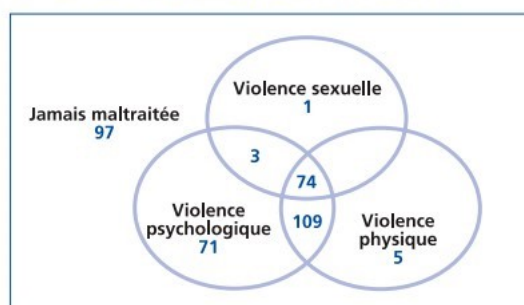 Violence sexuelle
1
Jamais maltraitée
97
3
74
Violence
psychologique
71
109
Violence
physique
5